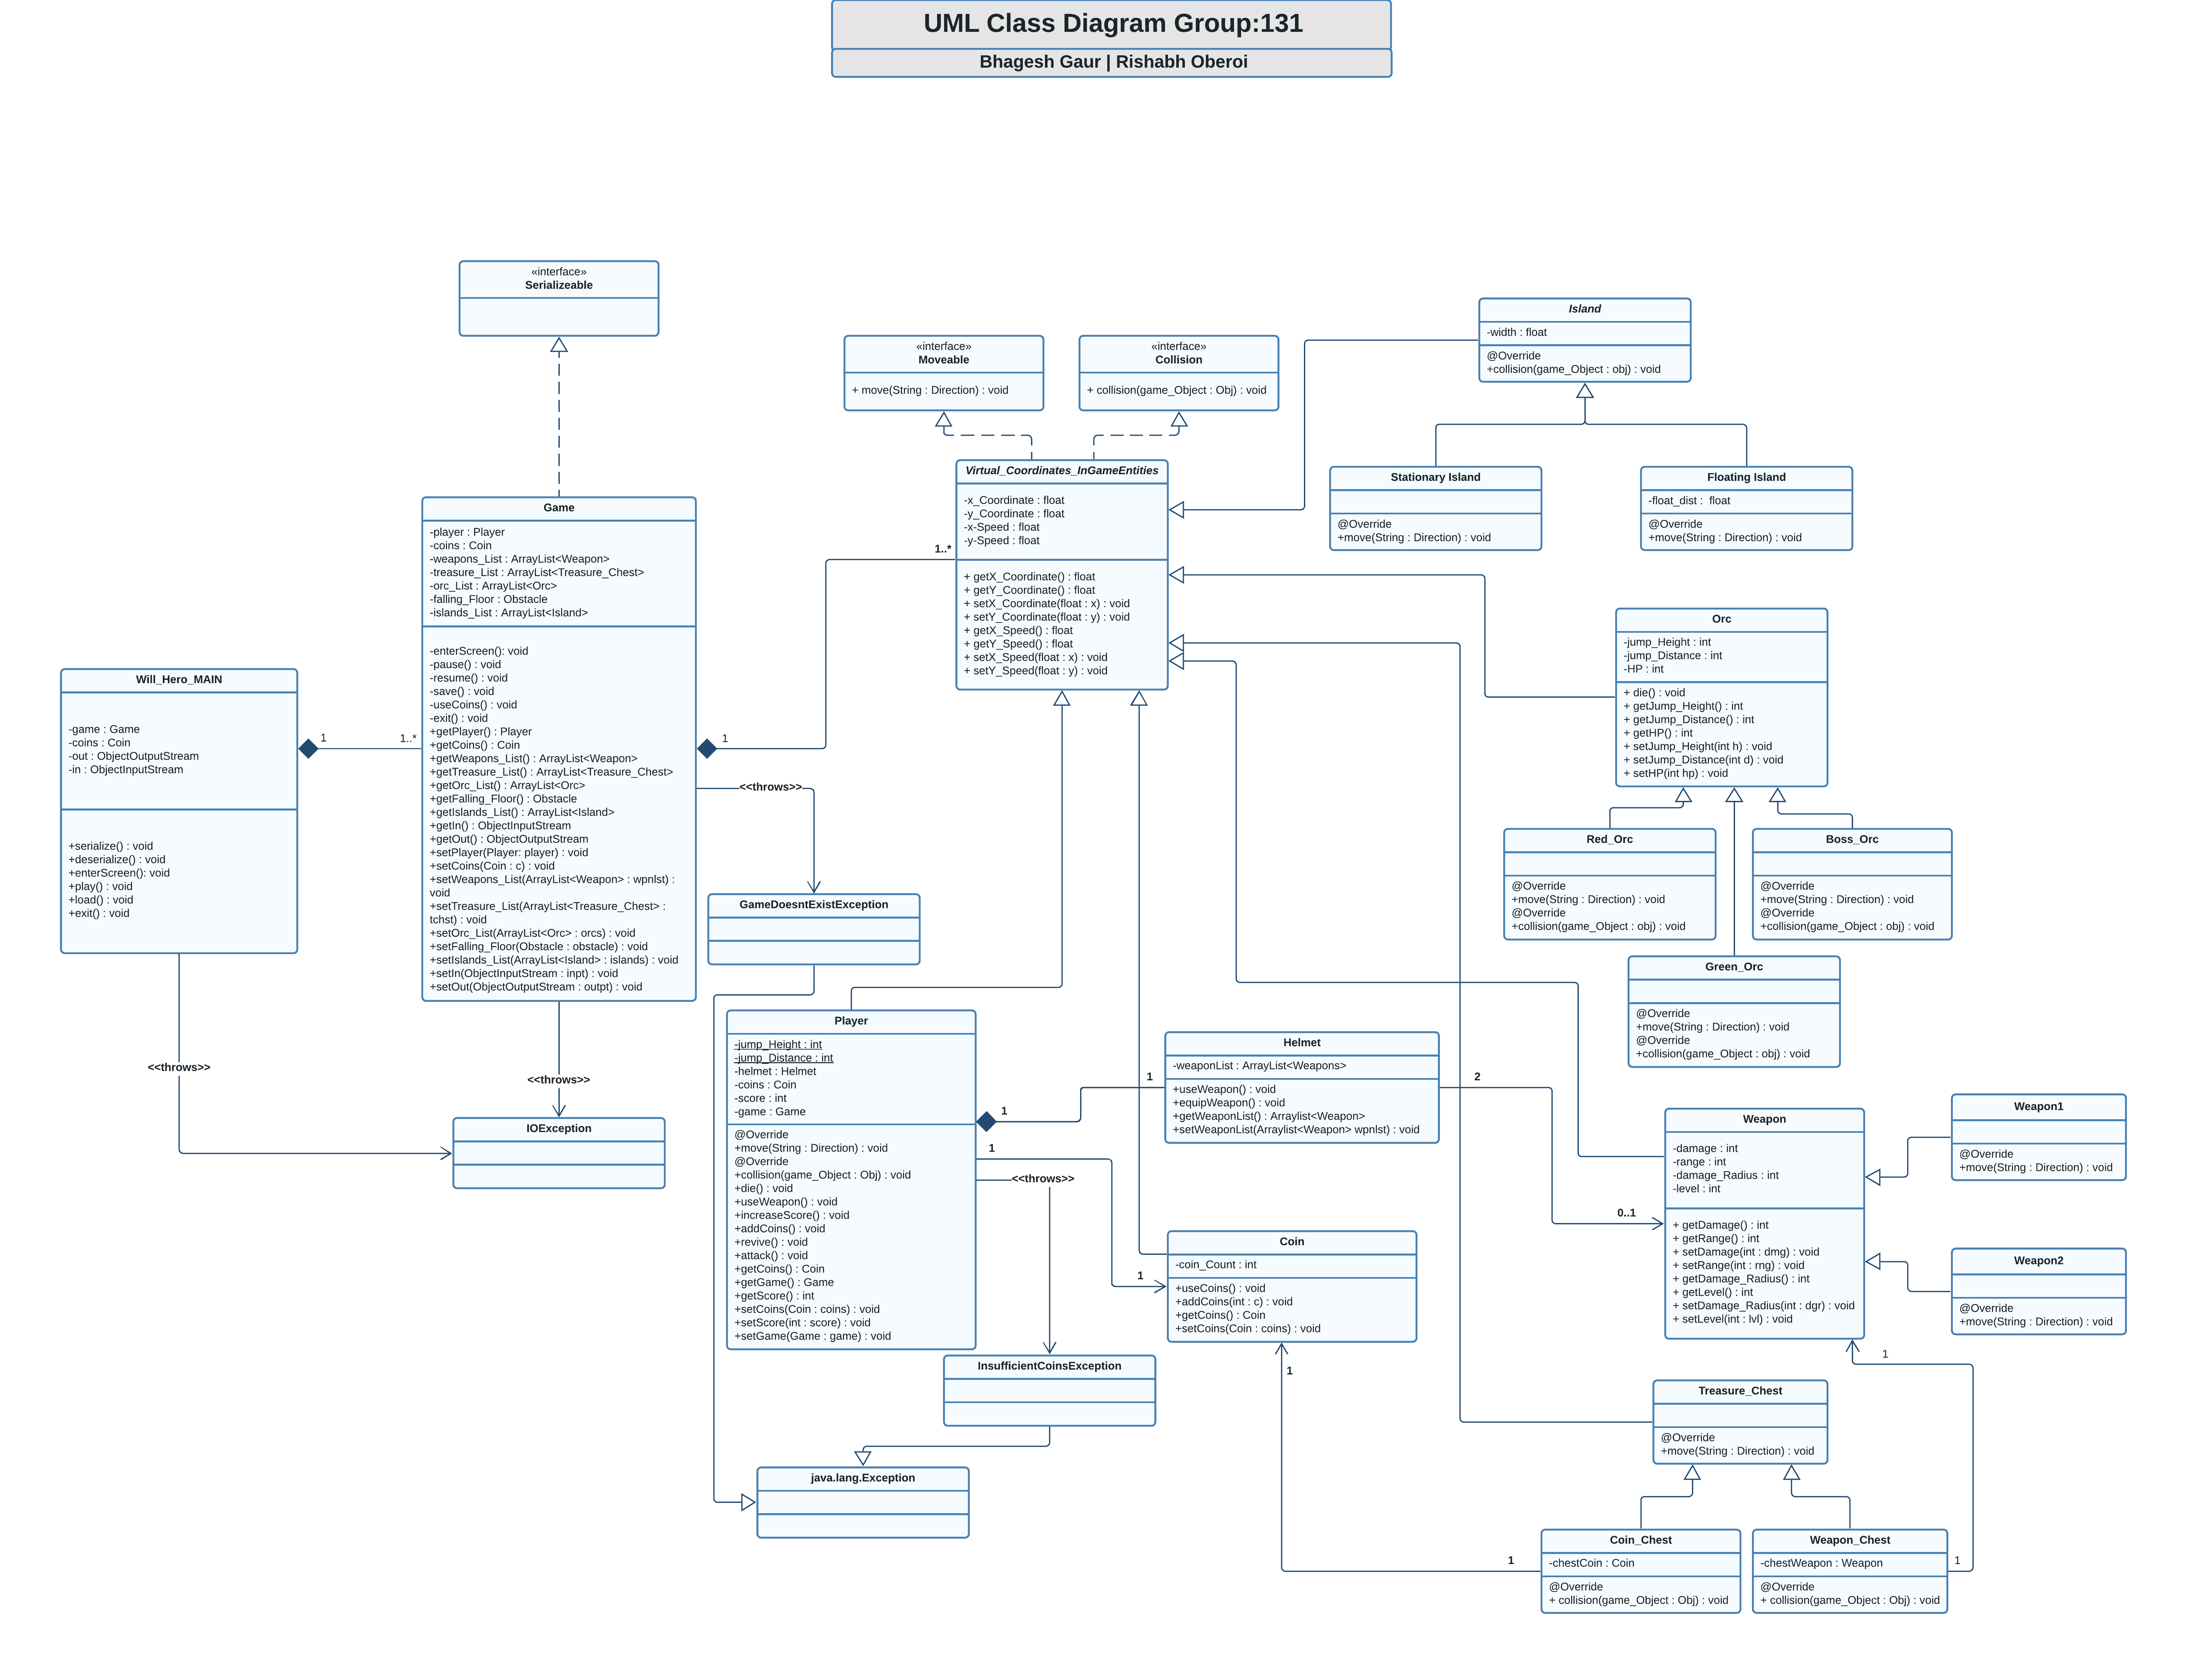 UML Class Diagram Group:131
Bhagesh Gaur | Rishabh Oberoi
«interface»
Serializeable
«interface»
Moveable
+ move(String : Direction) : void
«interface»
Collision
+ collision(game_Object : Obj) : void
Island
-width : float
@Override
+collision(game_Object : obj) : void
Stationary Island
@Override
+move(String : Direction) : void
Floating Island
-float_dist :  float
@Override
+move(String : Direction) : void
Virtual_Coordinates_InGameEntities
-x_Coordinate : float
-y_Coordinate : float
-x-Speed : float
-y-Speed : float
+ getX_Coordinate() : float
+ getY_Coordinate() : float
+ setX_Coordinate(float : x) : void
+ setY_Coordinate(float : y) : void
+ getX_Speed() : float
+ getY_Speed() : float
+ setX_Speed(float : x) : void
+ setY_Speed(float : y) : void
1..*
Game
-player : Player
-coins : Coin
-weapons_List : ArrayList<Weapon>
-treasure_List : ArrayList<Treasure_Chest>
-orc_List : ArrayList<Orc>
-falling_Floor : Obstacle
-islands_List : ArrayList<Island>
-enterScreen(): void
-pause() : void
-resume() : void
-save() : void
-useCoins() : void
-exit() : void
+getPlayer() : Player
+getCoins() : Coin
+getWeapons_List() : ArrayList<Weapon>
+getTreasure_List() : ArrayList<Treasure_Chest>
+getOrc_List() : ArrayList<Orc>
+getFalling_Floor() : Obstacle
+getIslands_List() : ArrayList<Island>
+getIn() : ObjectInputStream
+getOut() : ObjectOutputStream
+setPlayer(Player: player) : void
+setCoins(Coin : c) : void
+setWeapons_List(ArrayList<Weapon> : wpnlst) :
void
+setTreasure_List(ArrayList<Treasure_Chest> :
tchst) : void
+setOrc_List(ArrayList<Orc> : orcs) : void
+setFalling_Floor(Obstacle : obstacle) : void
+setIslands_List(ArrayList<Island> : islands) : void
+setIn(ObjectInputStream : inpt) : void
+setOut(ObjectOutputStream : outpt) : void
1
<<throws>>
Will_Hero_MAIN
-game : Game
-coins : Coin
-out : ObjectOutputStream
-in : ObjectInputStream
+serialize() : void
+deserialize() : void
+enterScreen(): void
+play() : void
+load() : void
+exit() : void
1
1..*
<<throws>>
<<throws>>
IOException
GameDoesntExistException
Orc
-jump_Height : int
-jump_Distance : int
-HP : int
+ die() : void
+ getJump_Height() : int
+ getJump_Distance() : int
+ getHP() : int
+ setJump_Height(int h) : void
+ setJump_Distance(int d) : void
+ setHP(int hp) : void
Red_Orc
@Override
+move(String : Direction) : void
@Override
+collision(game_Object : obj) : void
Boss_Orc
@Override
+move(String : Direction) : void
@Override
+collision(game_Object : obj) : void
Green_Orc
@Override
+move(String : Direction) : void
@Override
+collision(game_Object : obj) : void
Player
-jump_Height : int
-jump_Distance : int
-helmet : Helmet
-coins : Coin
-score : int
-game : Game
@Override
+move(String : Direction) : void
@Override
+collision(game_Object : Obj) : void
+die() : void
+useWeapon() : void
+increaseScore() : void
+addCoins() : void
+revive() : void
+attack() : void
+getCoins() : Coin
+getGame() : Game
+getScore() : int
+setCoins(Coin : coins) : void
+setScore(int : score) : void
+setGame(Game : game) : void
1
1
1
<<throws>>
Helmet
-weaponList : ArrayList<Weapons>
+useWeapon() : void
+equipWeapon() : void
+getWeaponList() : Arraylist<Weapon>
+setWeaponList(Arraylist<Weapon> wpnlst) : void
2
0..1
Weapon
-damage : int
-range : int
-damage_Radius : int
-level : int
+ getDamage() : int
+ getRange() : int
+ setDamage(int : dmg) : void
+ setRange(int : rng) : void
+ getDamage_Radius() : int
+ getLevel() : int
+ setDamage_Radius(int : dgr) : void
+ setLevel(int : lvl) : void
Weapon1
@Override
+move(String : Direction) : void
Weapon2
@Override
+move(String : Direction) : void
1
Coin
-coin_Count : int
+useCoins() : void
+addCoins(int : c) : void
+getCoins() : Coin
+setCoins(Coin : coins) : void
1
1
InsufficientCoinsException
java.lang.Exception
Treasure_Chest
@Override
+move(String : Direction) : void
1
Coin_Chest
-chestCoin : Coin
@Override
+ collision(game_Object : Obj) : void
Weapon_Chest
-chestWeapon : Weapon
@Override
+ collision(game_Object : Obj) : void
1